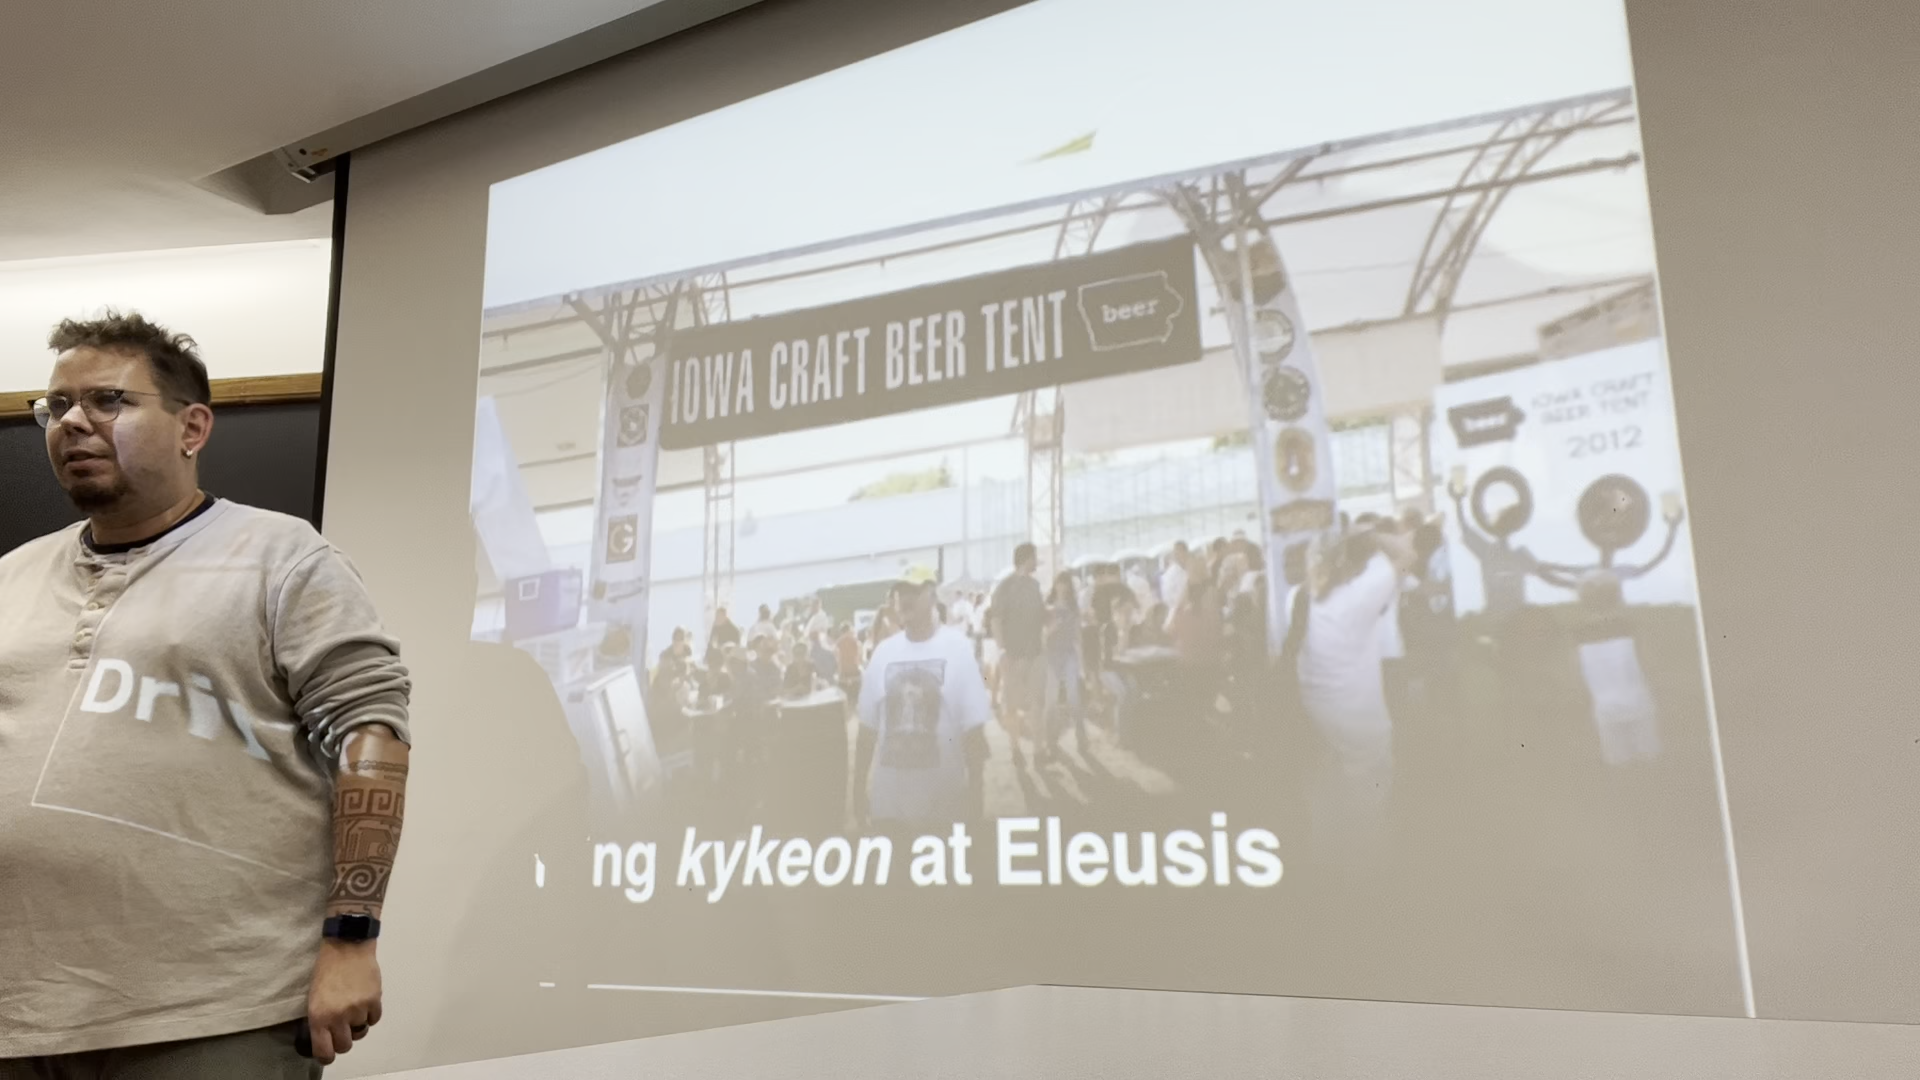 IOWA CRAFT BEER TENT beer
beer IOWA CRAFT
BEER TENT
2012
G
Dri
ng kykeon at Eleusis